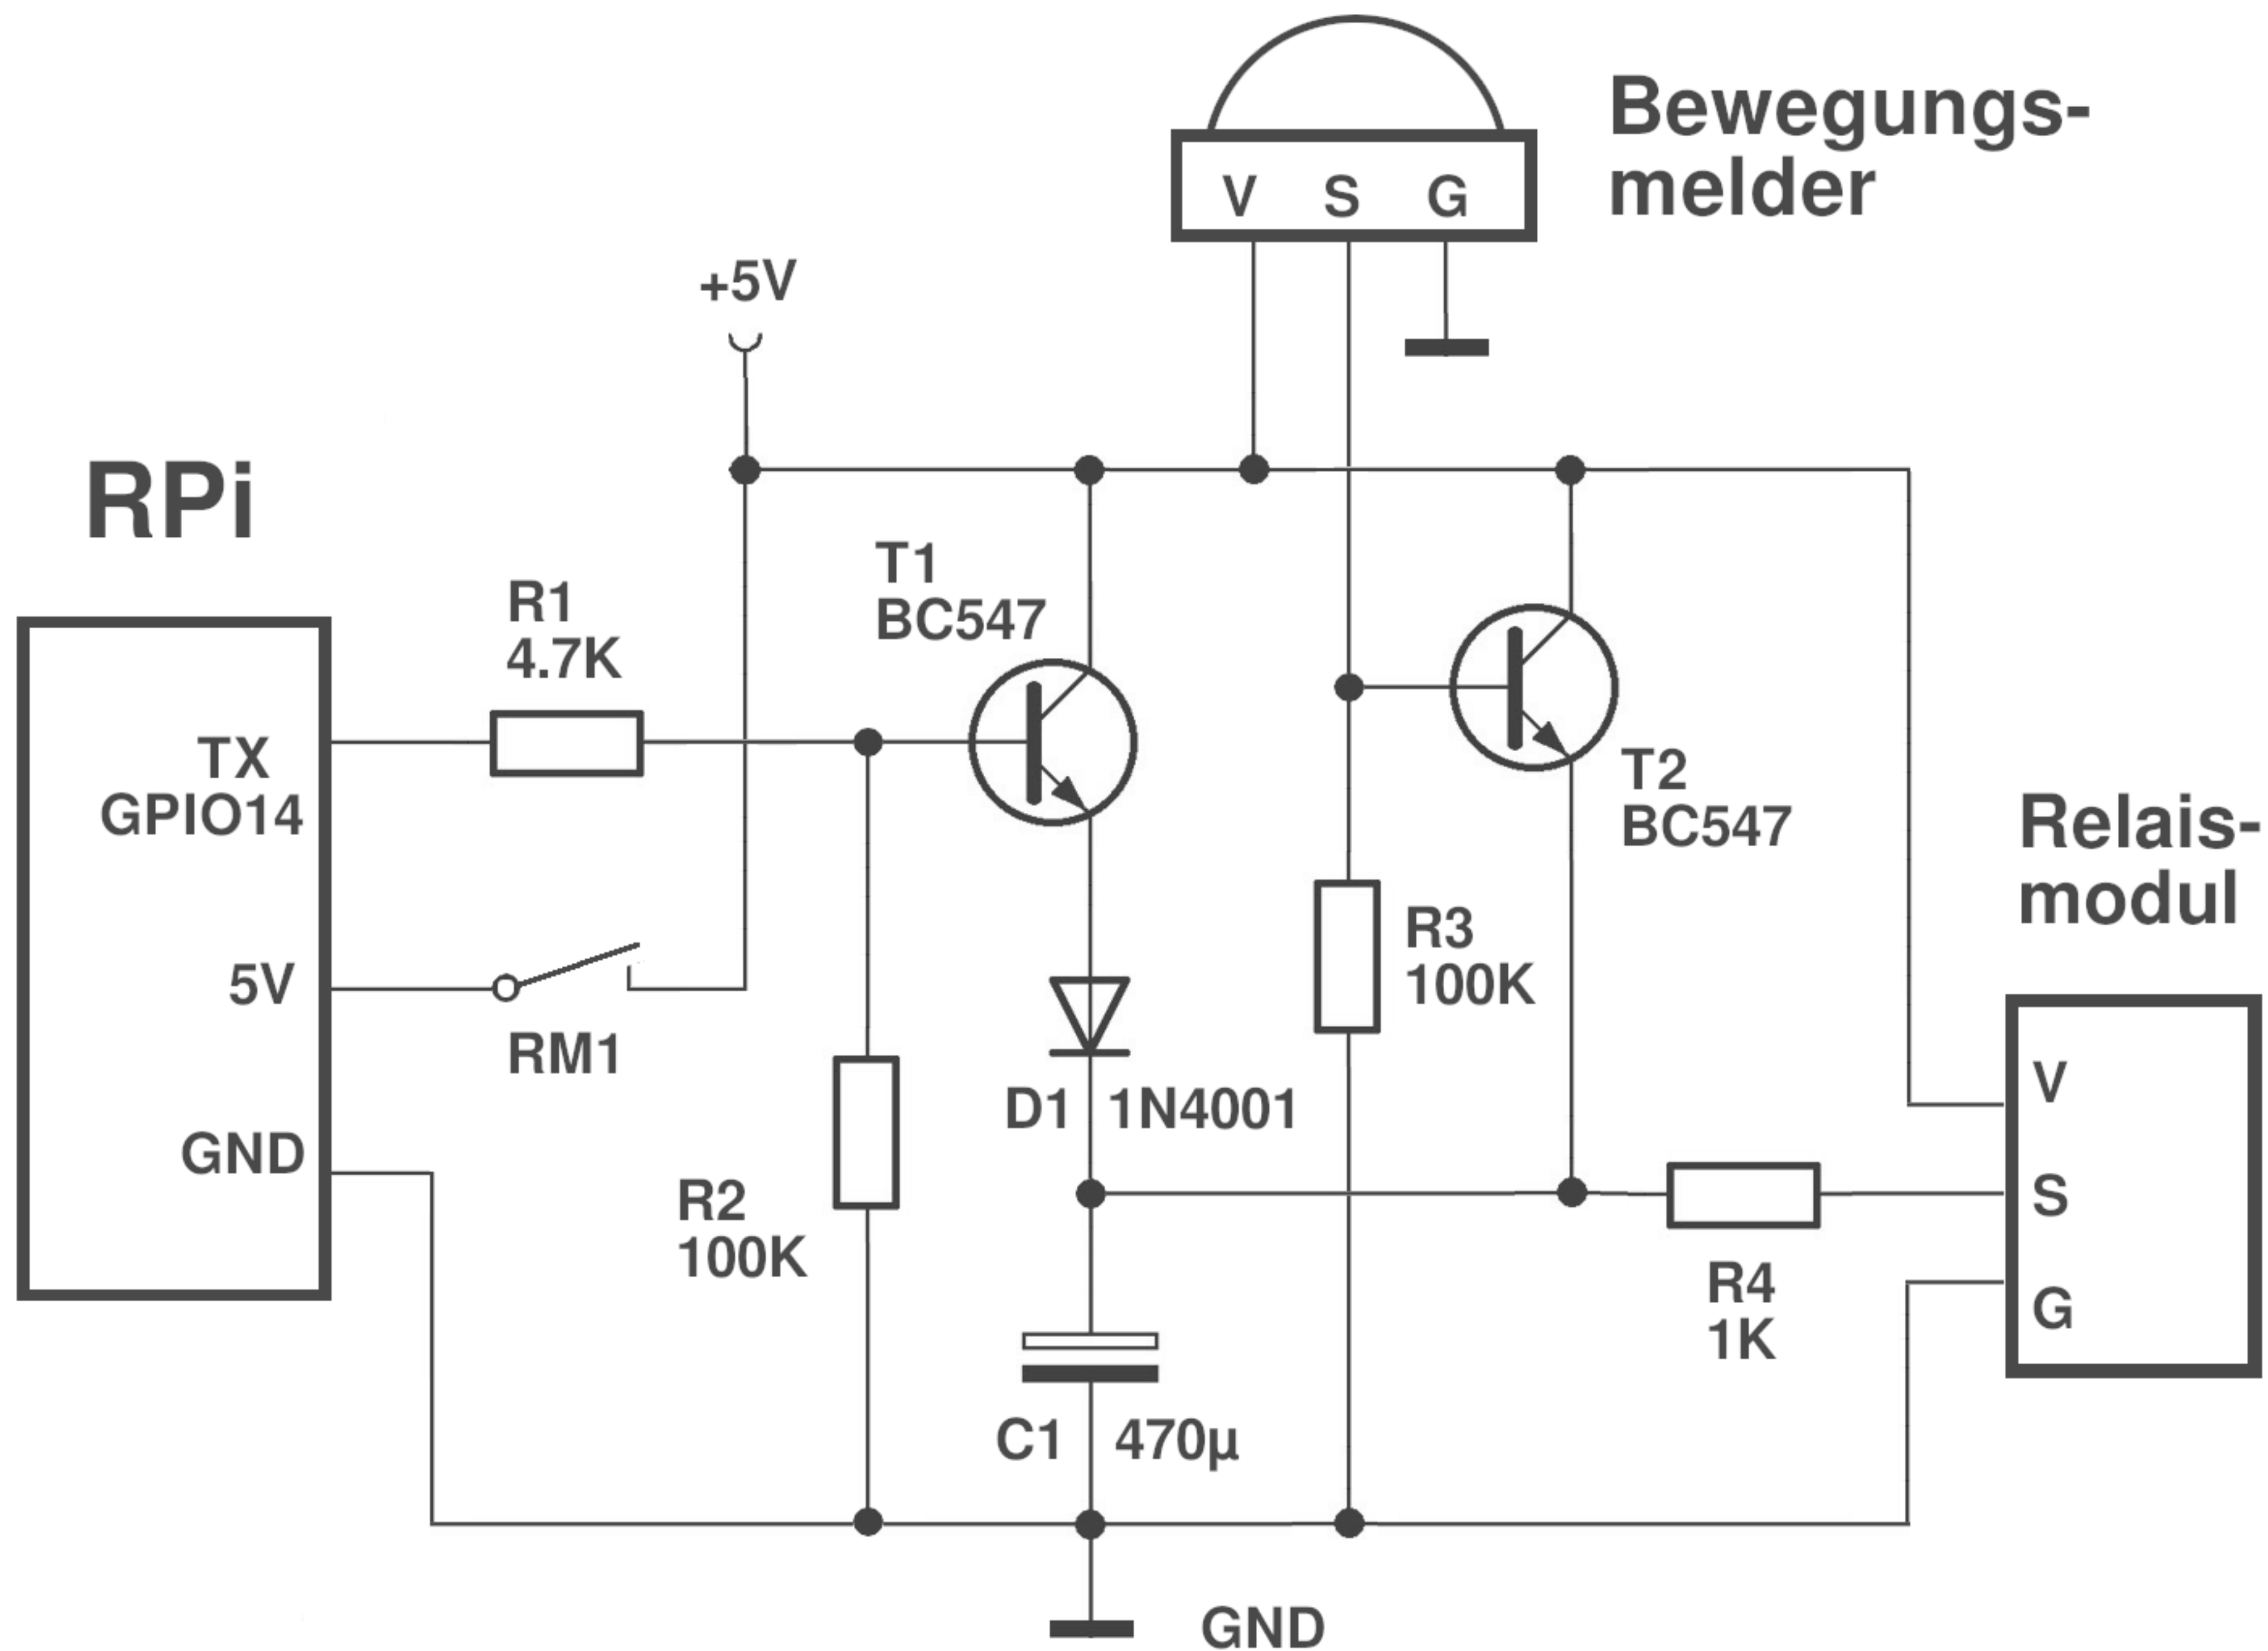 Bewegungs-
melder
V S G
+5V
RPi
T1
BC547
R1
4.7K
TX
GPIO14
T2
BC547
Relais-
modul
R3
100K
5V
RM1
V
D1 1N4001
GND
R2
100K
S
R4
1K
G
C1 470µ
GND